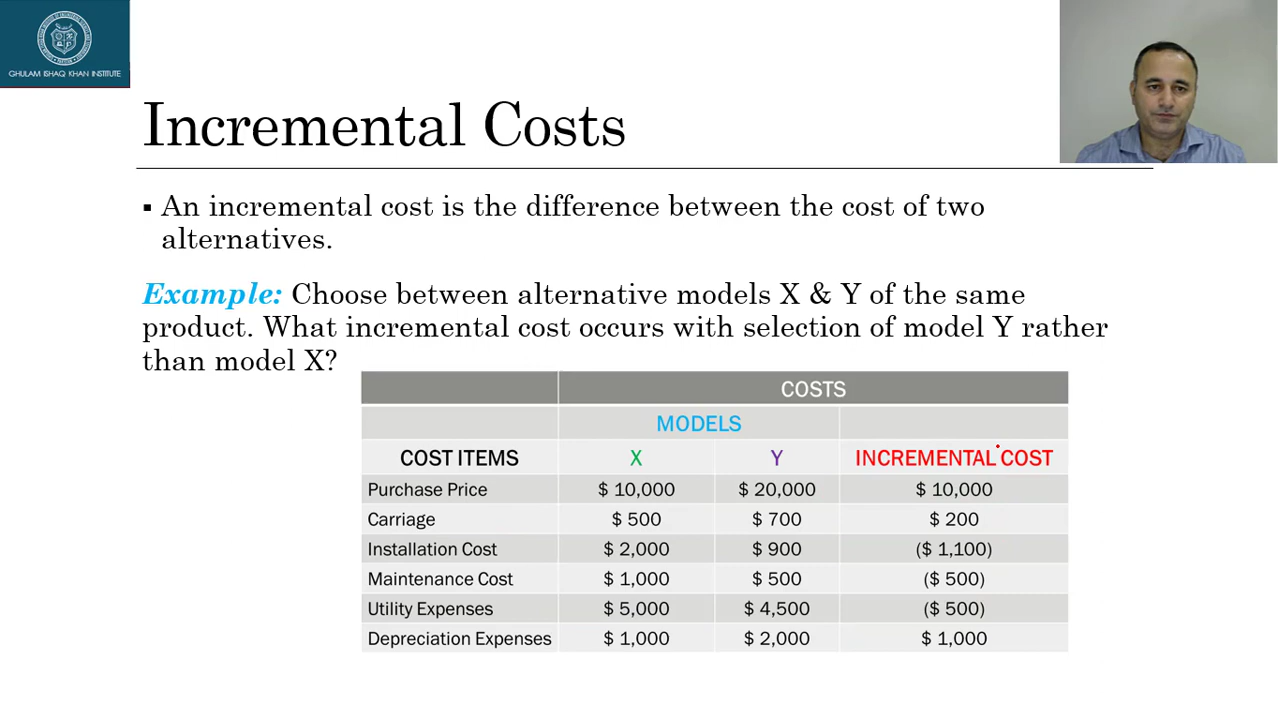 GHULAM ISHAQ KHAN INSTITUTE
Incremental Costs
▪ An incremental cost is the difference between the cost of two
alternatives.
Example: Choose between alternative models X & Y of the same
product. What incremental cost occurs with selection of model Y rather
than model X?
COSTS
MODELS
COST ITEMS X Y INCREMENTAL COST
Purchase Price $ 10,000 $ 20,000 $ 10,000
Carriage $ 500 $ 700 $ 200
Installation Cost $ 2,000 $ 900 ($ 1,100)
Maintenance Cost $ 1,000 $ 500 ($ 500)
Utility Expenses $ 5,000 $ 4,500 ($ 500)
Depreciation Expenses $ 1,000 $ 2,000 $ 1,000